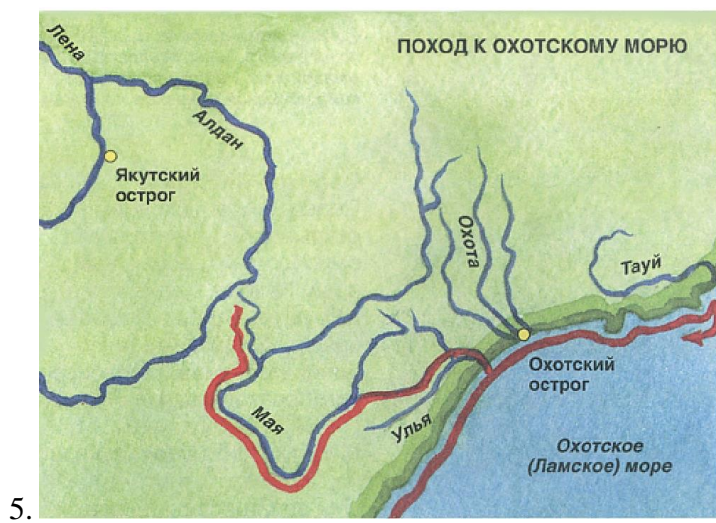 ПОХОД К ОХОТСКОМУ МОРЮ
Лена
Алдан
Якутский
острог
Охота
Тауй
Охотский
острог
Мая
Улья
Охотское
(Ламское) море
5.